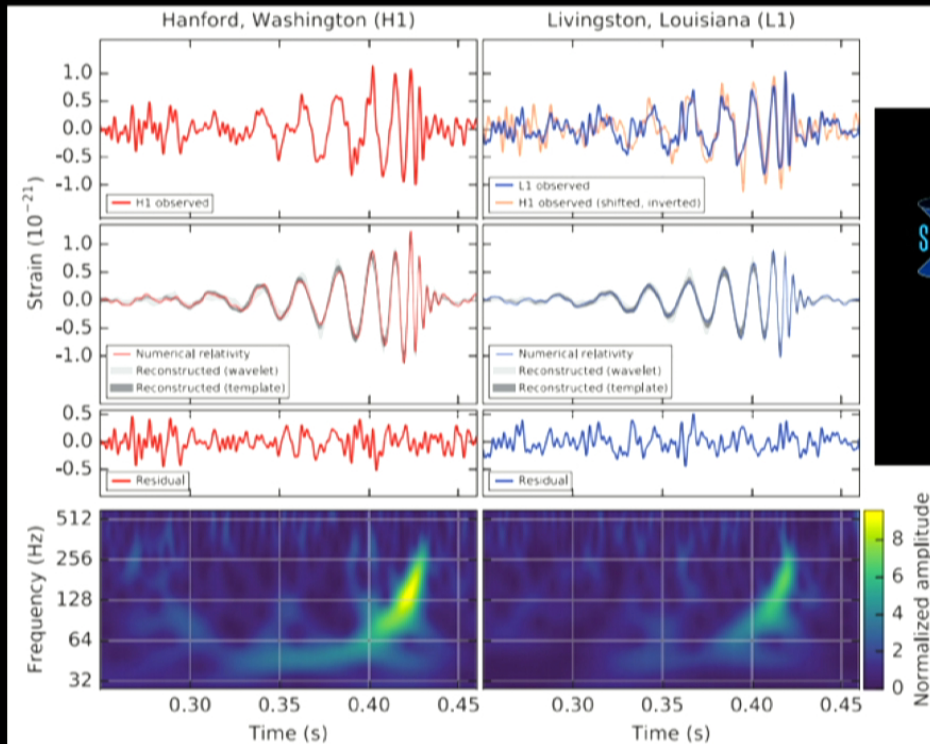 Hanford, Washington (H1)
Livingston, Louisiana (L1)
Strain (10⁻²¹)
1.0
0.5
0.0
-0.5
-1.0
H1 observed
L1 observed
H1 observed (shifted, inverted)
1.0
0.5
0.0
-0.5
-1.0
Numerical relativity
Reconstructed (wavelet)
Reconstructed (template)
Numerical relativity
Reconstructed (wavelet)
Reconstructed (template)
0.5
0.0
-0.5
Residual
Residual
Frequency (Hz)
512
256
128
64
32
Normalized amplitude
8
6
4
2
0
0.30
0.35
0.40
0.45
0.30
0.35
0.40
0.45
Time (s)
Time (s)